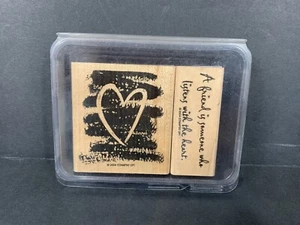 A friend is someone who
listens with the heart.